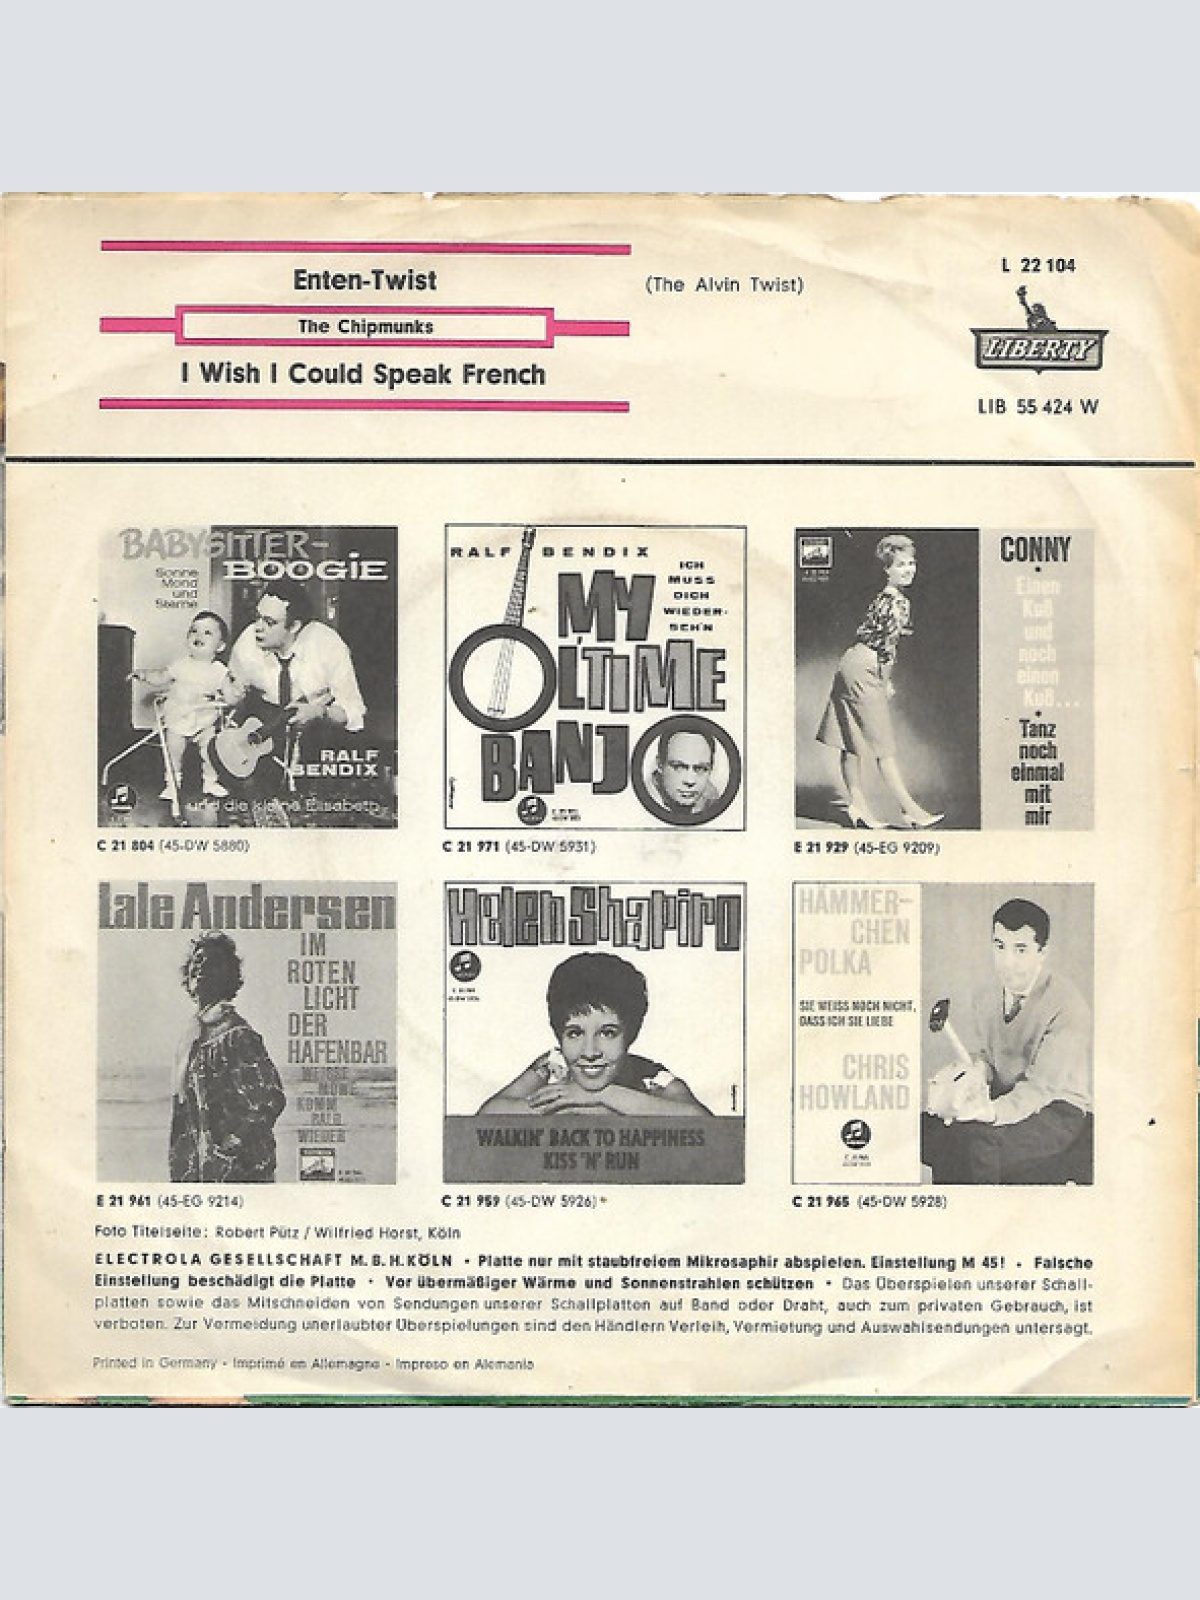 Enten-Twist
(The Alvin Twist)
The Chipmunks
I Wish I Could Speak French
L 22 104
LIBERTY
LIB 55 424 W
BABYSITTER-
BOOGIE
Sonne
Mond
und
Sterne
RALF
BENDIX
und die kleine Elisabeth
C 21 804 (45-DW 5880)
RALF BENDIX
ICH
MUSS
DICH
WIEDER-
SEH'N
MY
OL'TIME
BANJO
C 21 971 (45-DW 5931)
CONNY
Einen
Kuß
und
noch
einen
Kuß...
Tanz
noch
einmal
mit
mir
E 21 929 (45-EG 9209)
Lale Andersen
IM
ROTEN
LICHT
DER
HAFENBAR
WEISSE
MÖWE
KOMM
BALD
WIEDER
E 21 961 (45-EG 9214)
Helen Shapiro
WALKIN' BACK TO HAPPINESS
KISS 'N' RUN
C 21 959 (45-DW 5926)
HÄMMER-
CHEN
POLKA
SIE WEISS NOCH NICHT,
DASS ICH SIE LIEBE
CHRIS
HOWLAND
C 21 965 (45-DW 5928)
Foto Titelseite: Robert Pütz / Wilfried Horst, Köln
ELECTROLA GESELLSCHAFT M.B.H. KÖLN • Platte nur mit staubfreiem Mikrosaphir abspielen. Einstellung M 45! • Falsche
Einstellung beschädigt die Platte • Vor übermäßiger Wärme und Sonnenstrahlen schützen • Das Überspielen unserer Schall-
platten sowie das Mitschneiden von Sendungen unserer Schallplatten auf Band oder Draht, auch zum privaten Gebrauch, ist
verboten. Zur Vermeidung unerlaubter Überspielungen sind den Händlern Verleih, Vermietung und Auswahlsendungen untersagt.
Printed in Germany - Imprimé en Allemagne - Impreso en Alemania